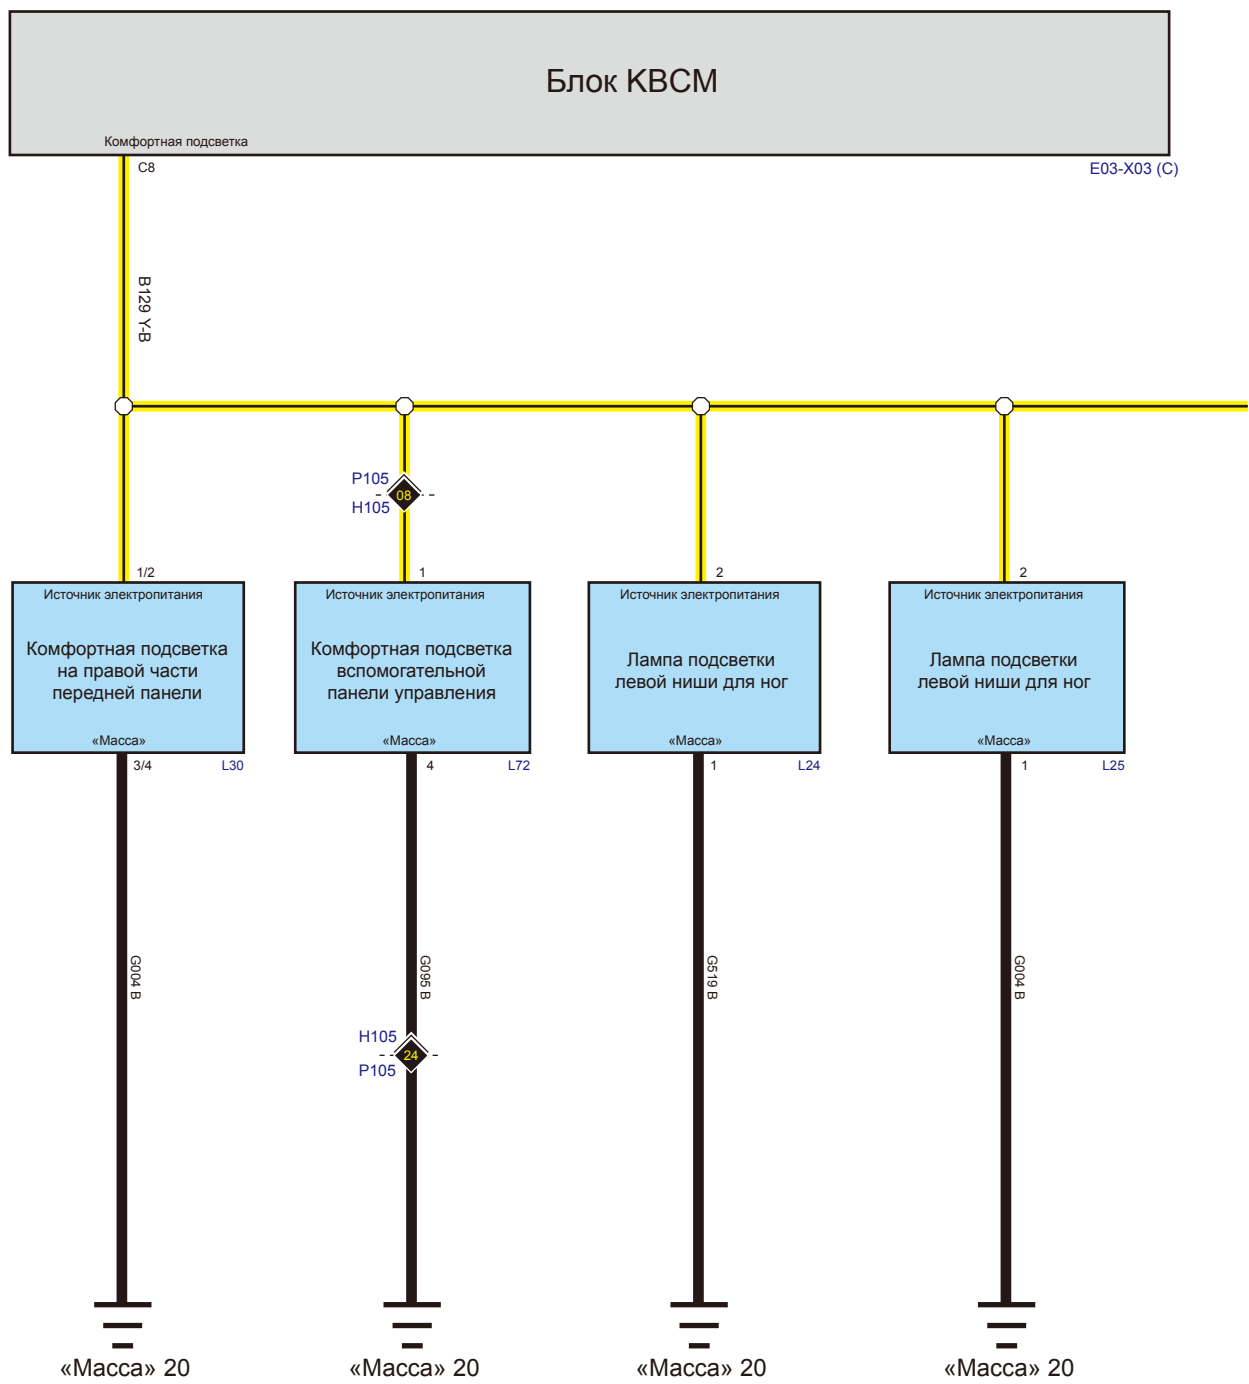 Блок KBCM
Комфортная подсветка
C8
E03-X03 (C)
B129 Y-B
P105
08
H105
1/2
1
2
2
Источник электропитания
Источник электропитания
Источник электропитания
Источник электропитания
Комфортная подсветка
на правой части
передней панели
Комфортная подсветка
вспомогательной
панели управления
Лампа подсветки
левой ниши для ног
Лампа подсветки
левой ниши для ног
«Масса»
«Масса»
«Масса»
«Масса»
3/4
L30
4
L72
1
L24
1
L25
G004 B
G095 B
G519 B
G004 B
H105
24
P105
«Масса» 20
«Масса» 20
«Масса» 20
«Масса» 20